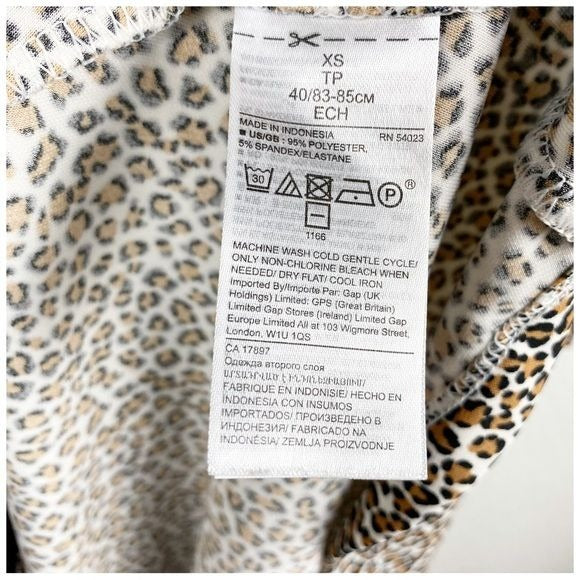 XS
TP
40/83-85см
ECH
MADE IN INDONESIA RN 54023
US/GB : 95% POLYESTER,
5% SPANDEX/ELASTANE
30 P ®
1166
MACHINE WASH COLD GENTLE CYCLE/
ONLY NON-CHLORINE BLEACH WHEN
NEEDED/ DRY FLAT/ COOL IRON
Imported By/Importe Par: Gap (UK
Holdings) Limited: GPS (Great Britain)
Limited Gap Stores (Ireland) Limited Gap
Europe Limited All at 103 Wigmore Street,
London, W1U 1QS
CA 17897
Одежда второго слоя
FABRIQUE EN INDONISIE/ HECHO EN
INDONESIA CON INSUMOS
IMPORTADOS/ ПРОИЗВЕДЕНО В
ИНДОНЕЗИЯ/ FABRICADO NA
INDONÉSIA/ ZEMLJA PROIZVODNJE